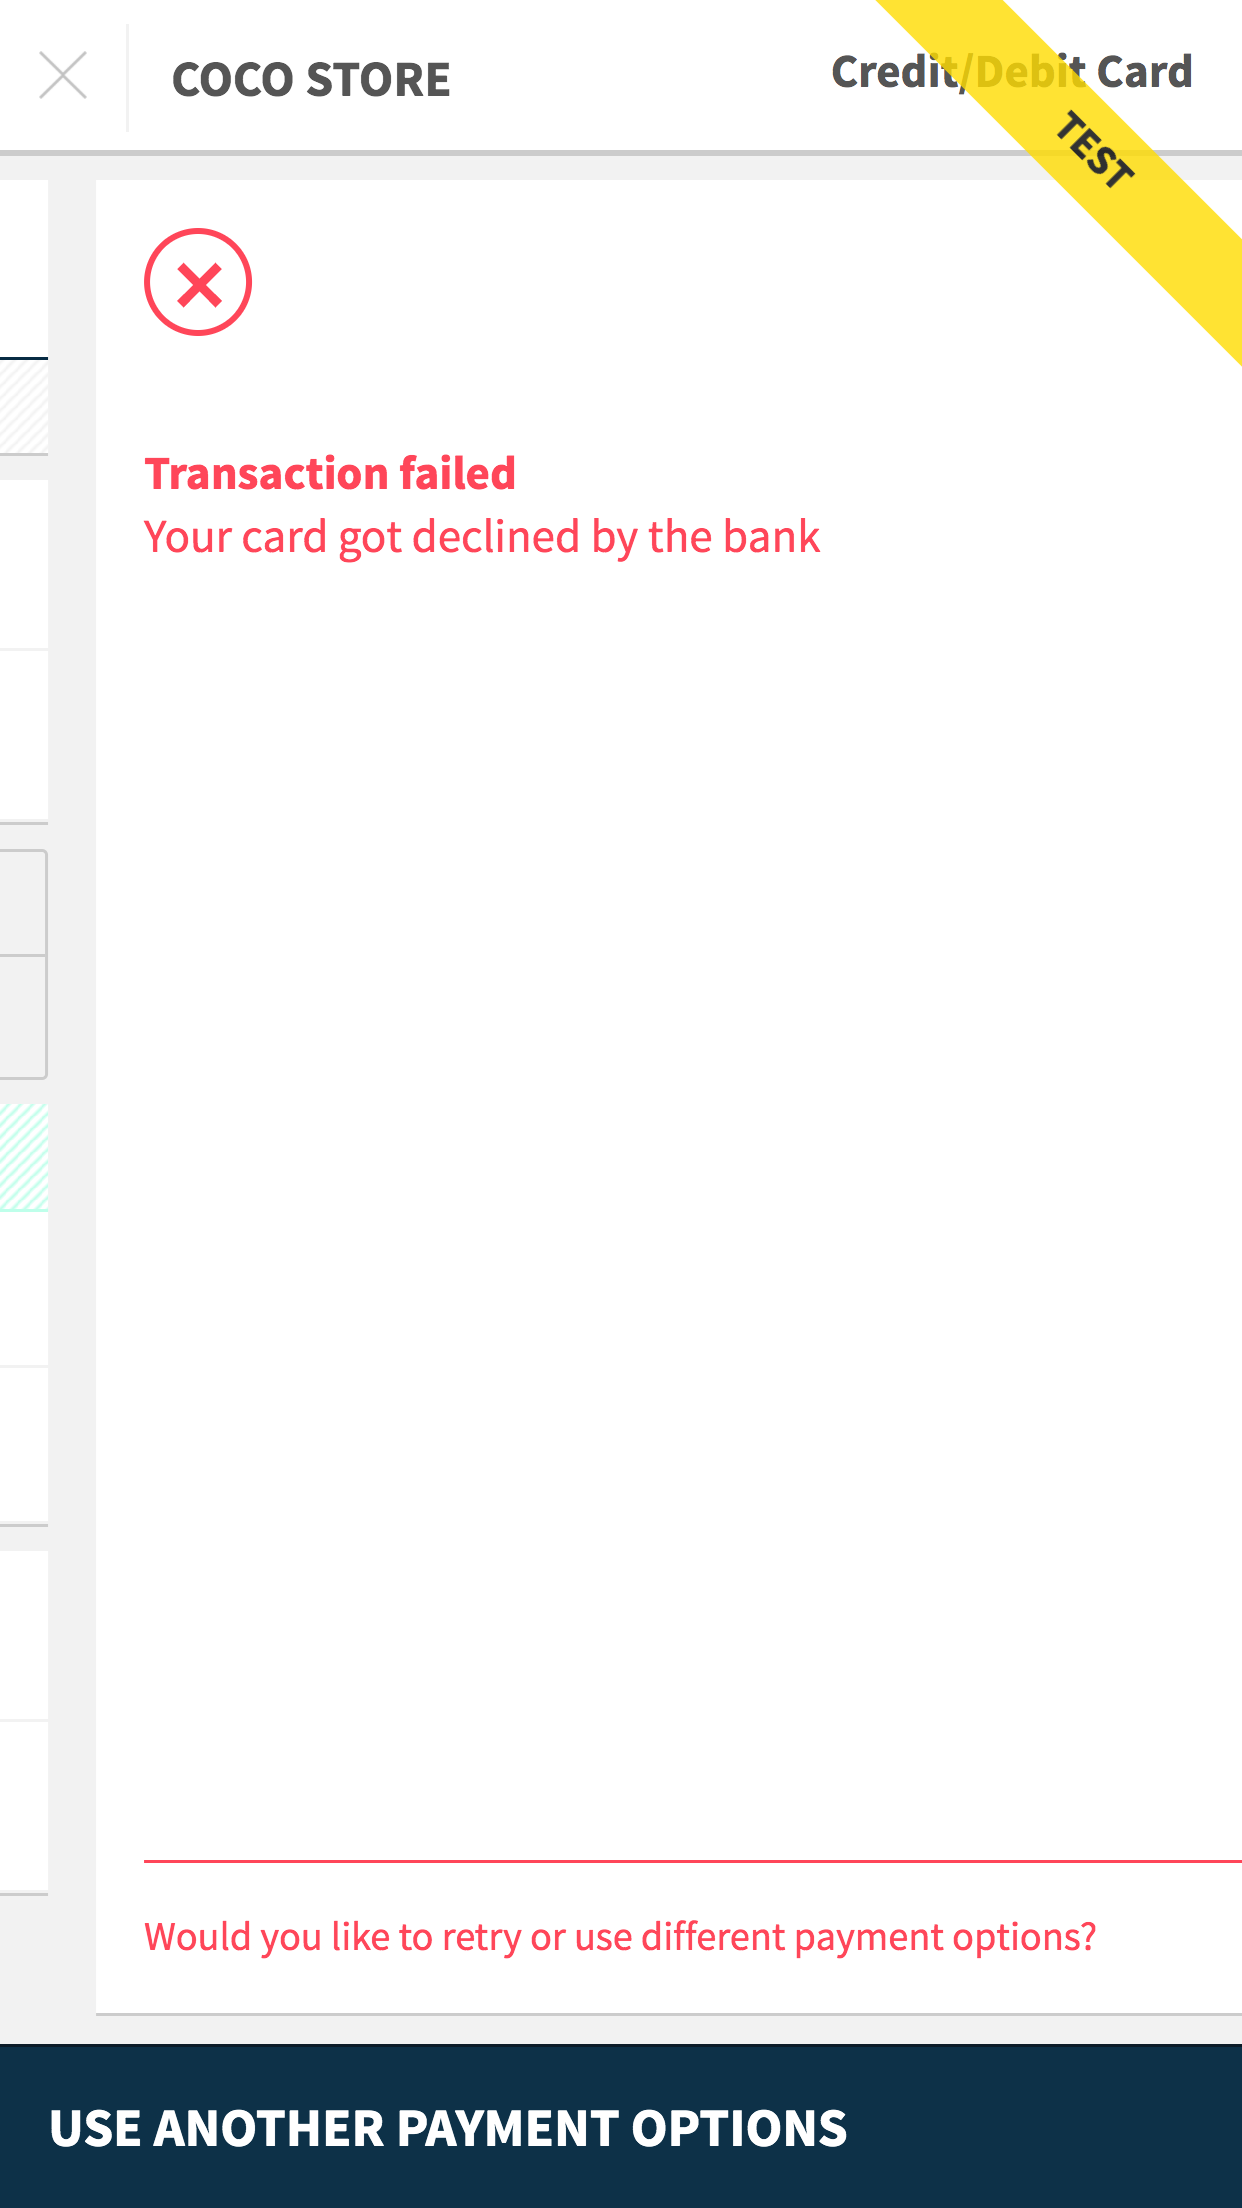 COCO STORE
Credit/Debit Card
TEST
Transaction failed
Your card got declined by the bank
Would you like to retry or use different payment options?
USE ANOTHER PAYMENT OPTIONS